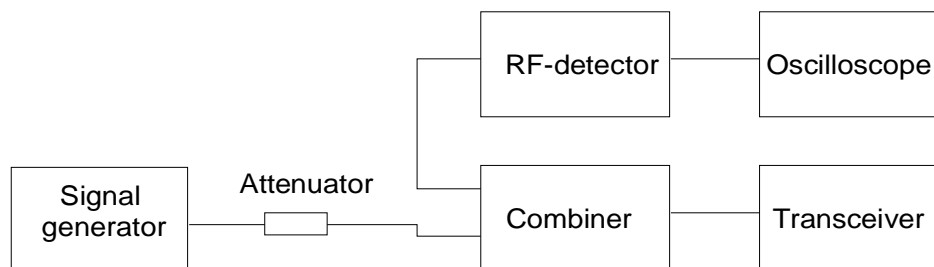 RF-detector
Oscilloscope
Attenuator
Signal
generator
Combiner
Transceiver